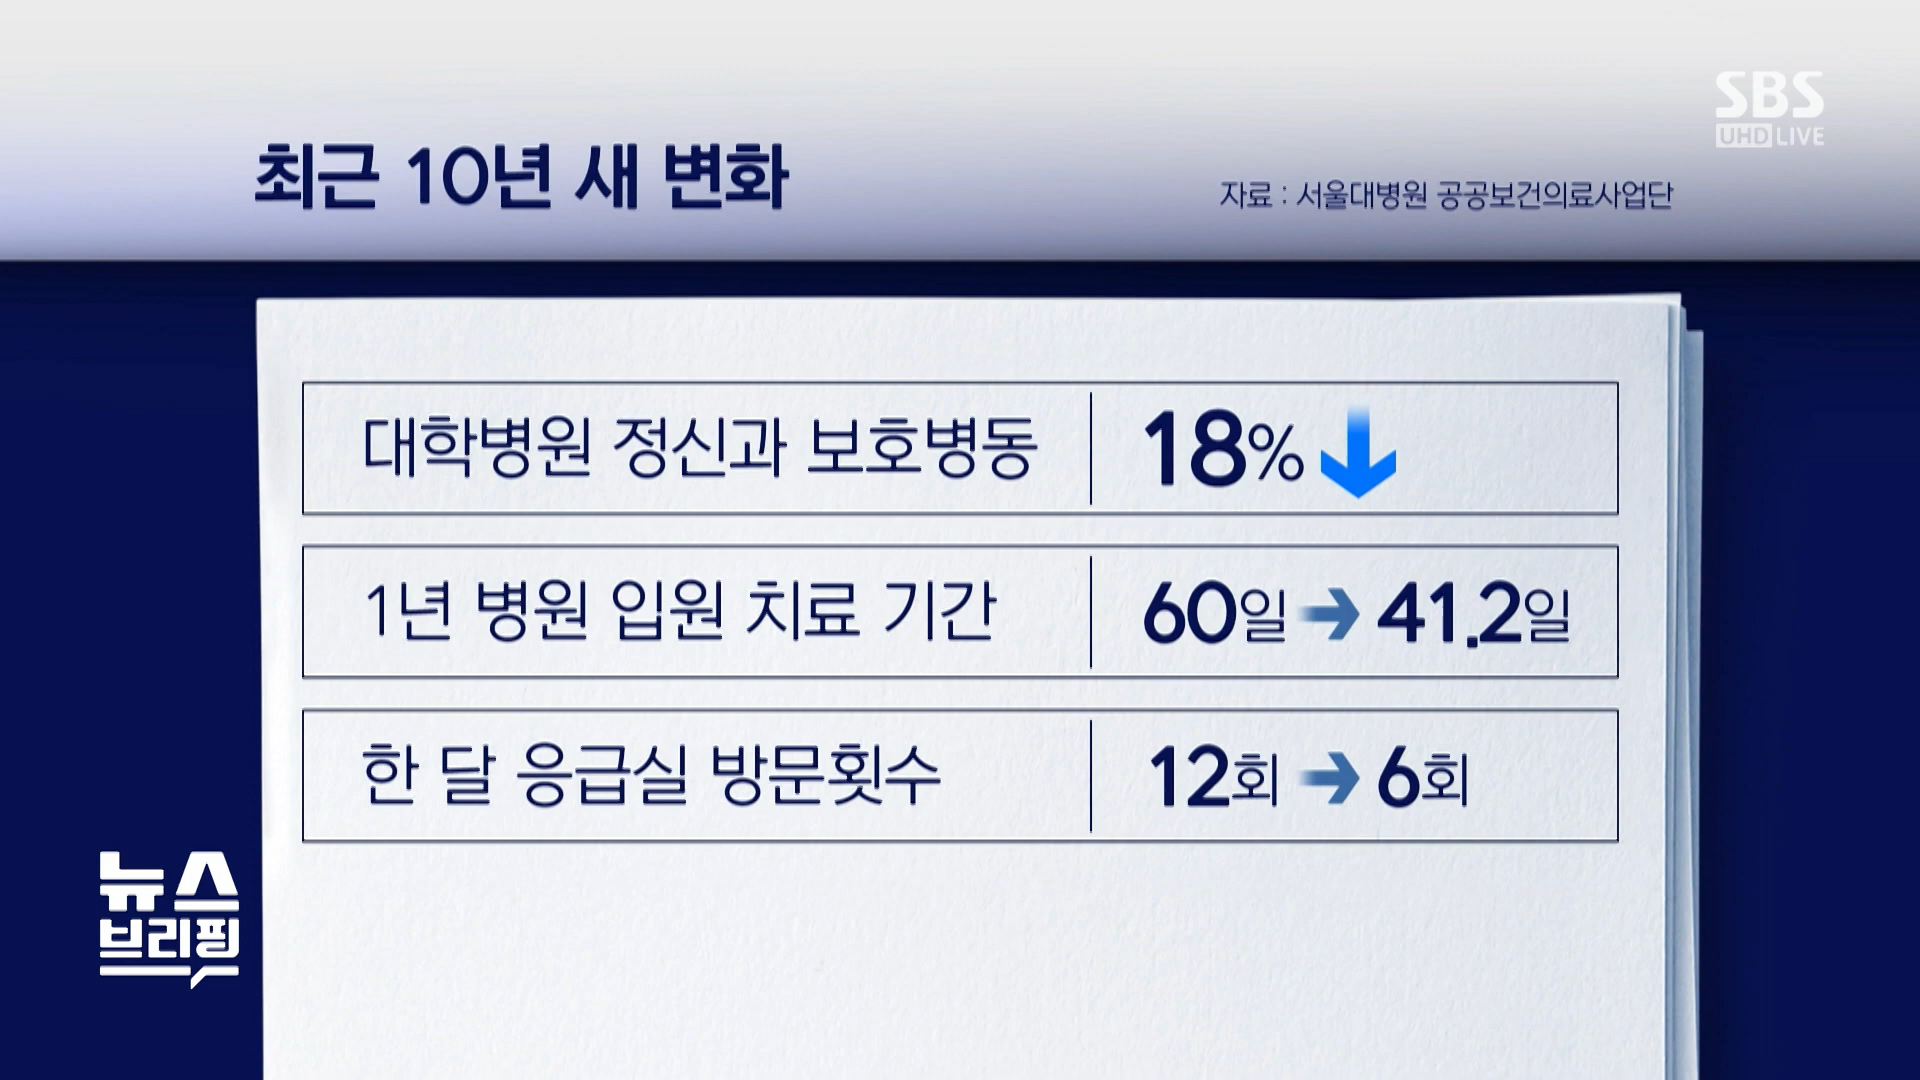 SBS
UHD LIVE
최근 10년 새 변화
자료 : 서울대병원 공공보건의료사업단
대학병원 정신과 보호병동 18%
1년 병원 입원 치료 기간 60일 → 41.2일
한 달 응급실 방문횟수 12회 → 6회
뉴스
브리핑